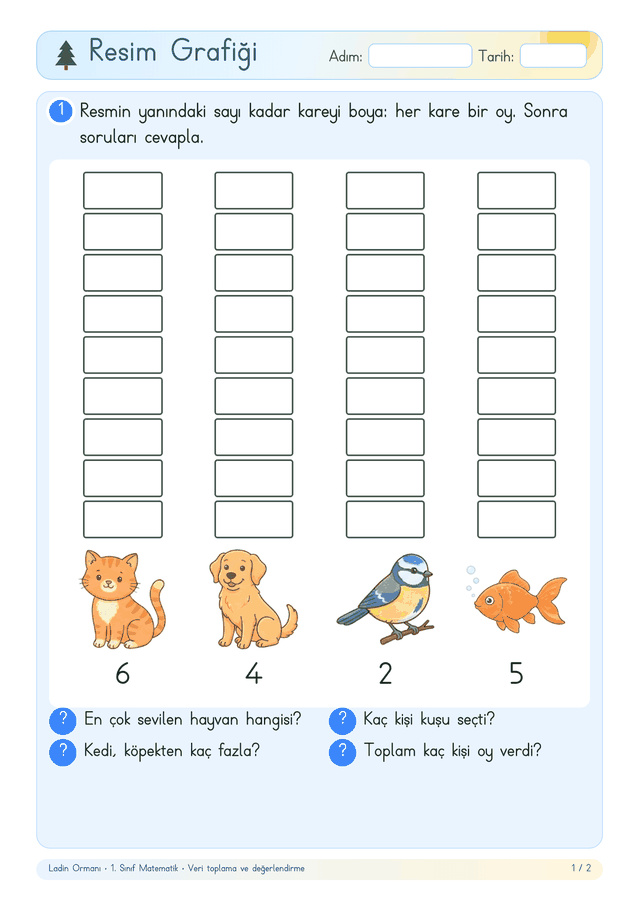 Resim Grafiği
Adım:
Tarih:
1 Resmin yanındaki sayı kadar kareyi boya: her kare bir oy. Sonra
soruları cevapla.
6 4 2 5
? En çok sevilen hayvan hangisi?
? Kaç kişi kuşu seçti?
? Kedi, köpekten kaç fazla?
? Toplam kaç kişi oy verdi?
Ladin Ormanı • 1. Sınıf Matematik • Veri toplama ve değerlendirme
1 / 2